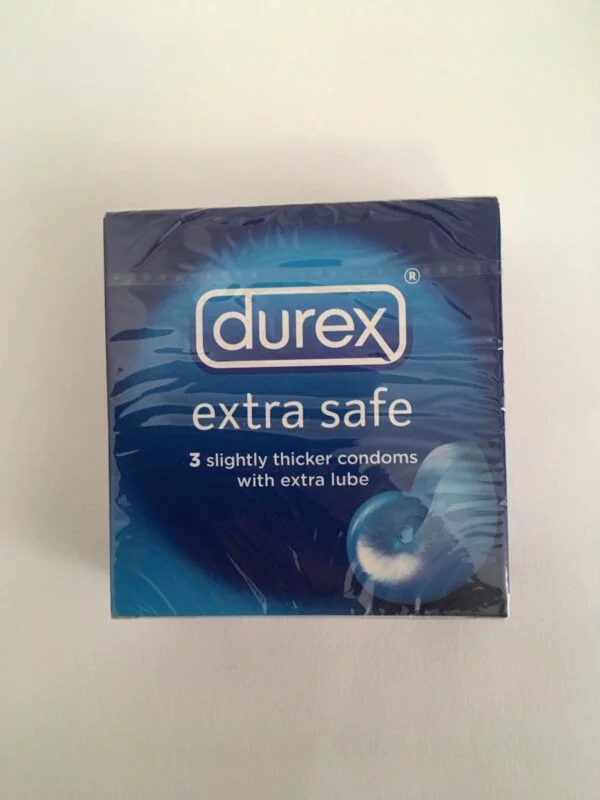 durex®
extra safe
3 slightly thicker condoms
with extra lube